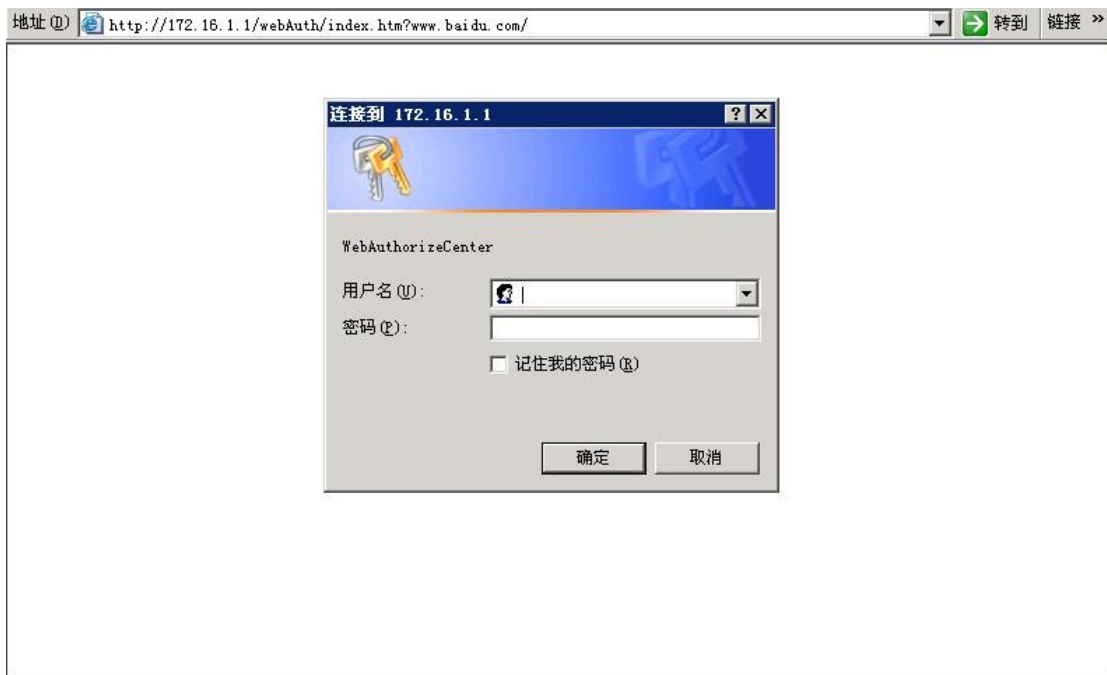 地址(D) http://172.16.1.1/webAuth/index.htm?www.baidu.com/ 转到 链接 »
连接到 172.16.1.1
WebAuthorizeCenter
用户名(U):
密码(P):
记住我的密码(R)
确定 取消